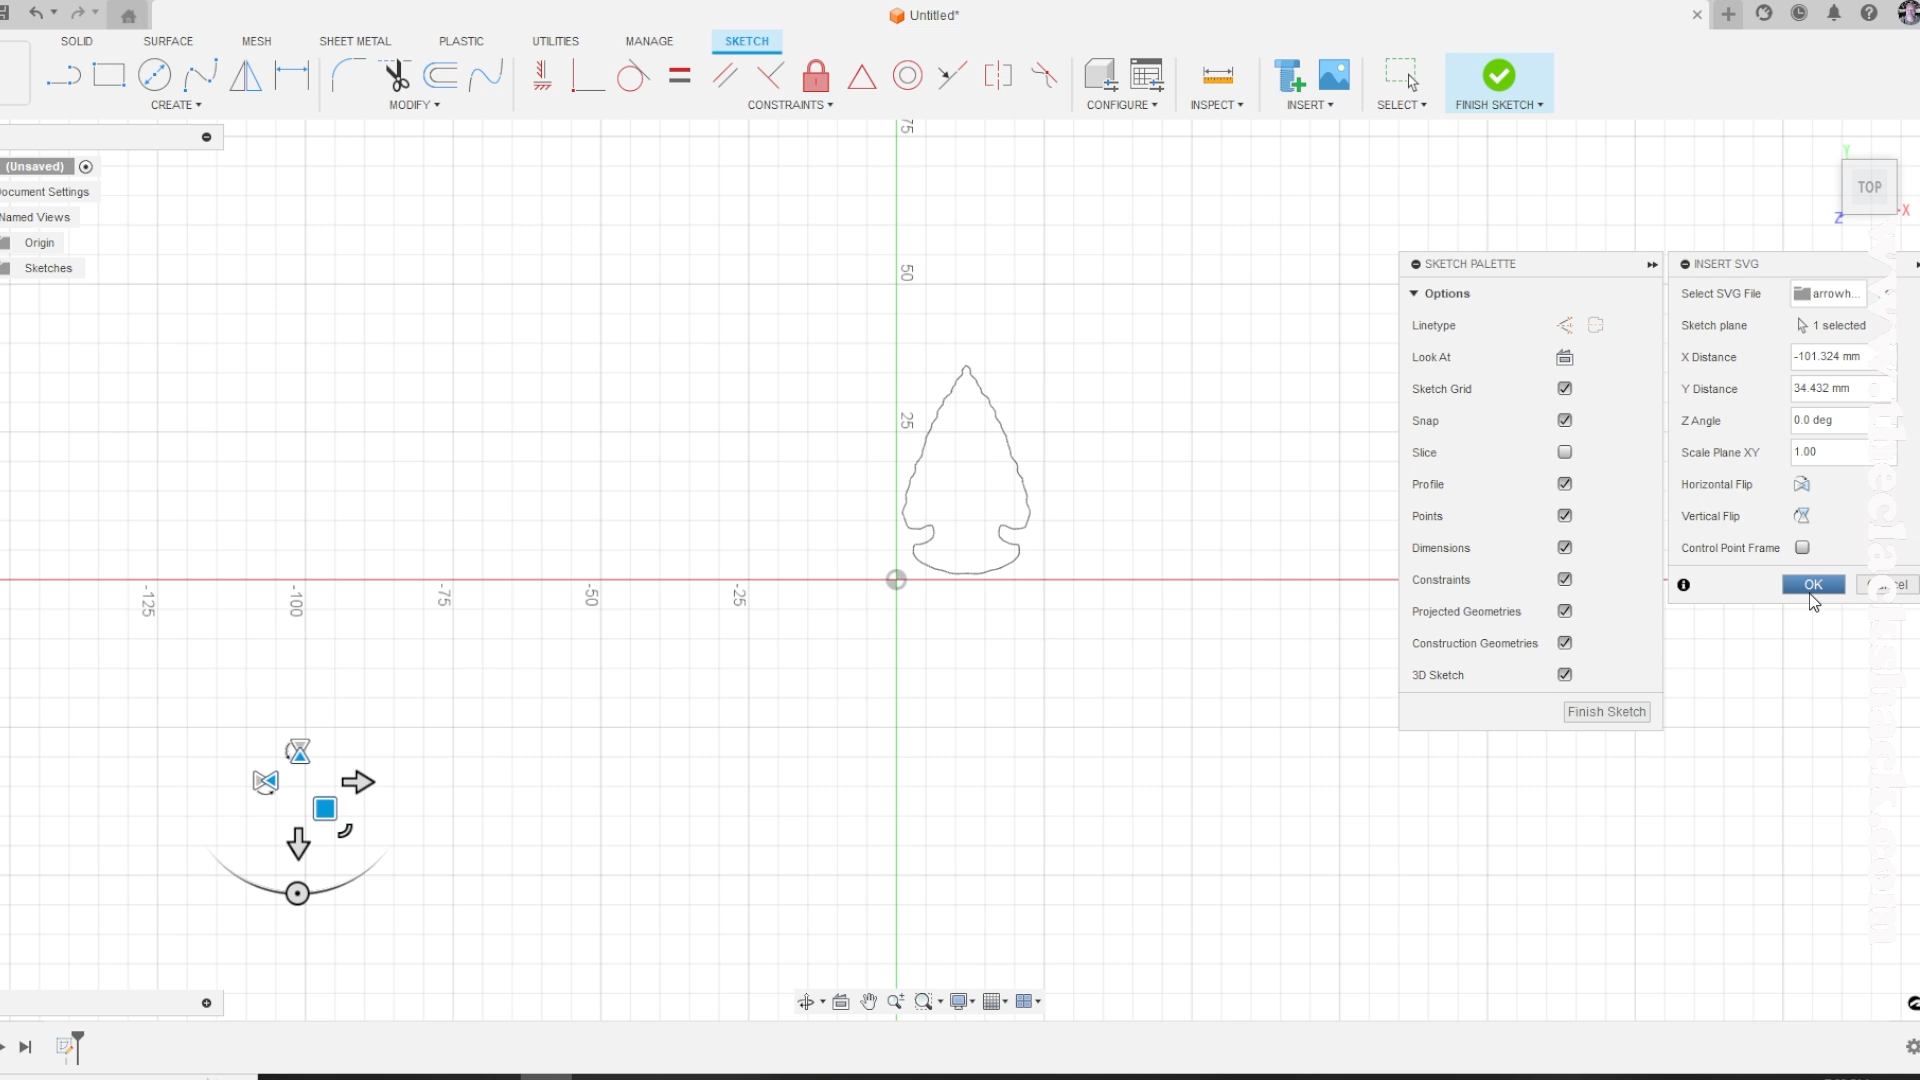 Untitled*
SOLID SURFACE MESH SHEET METAL PLASTIC UTILITIES MANAGE SKETCH
CREATE MODIFY CONSTRAINTS CONFIGURE INSPECT INSERT SELECT FINISH SKETCH
(Unsaved)
ocument Settings
Named Views
Origin
Sketches
75
50
25
-125 -100 -75 -50 -25
Y
TOP
X
Z
SKETCH PALETTE
Options
Linetype
Look At
Sketch Grid
Snap
Slice
Profile
Points
Dimensions
Constraints
Projected Geometries
Construction Geometries
3D Sketch
Finish Sketch
INSERT SVG
Select SVG File arrowh...
Sketch plane 1 selected
X Distance -101.324 mm
Y Distance 34.432 mm
Z Angle 0.0 deg
Scale Plane XY 1.00
Horizontal Flip
Vertical Flip
Control Point Frame
OK